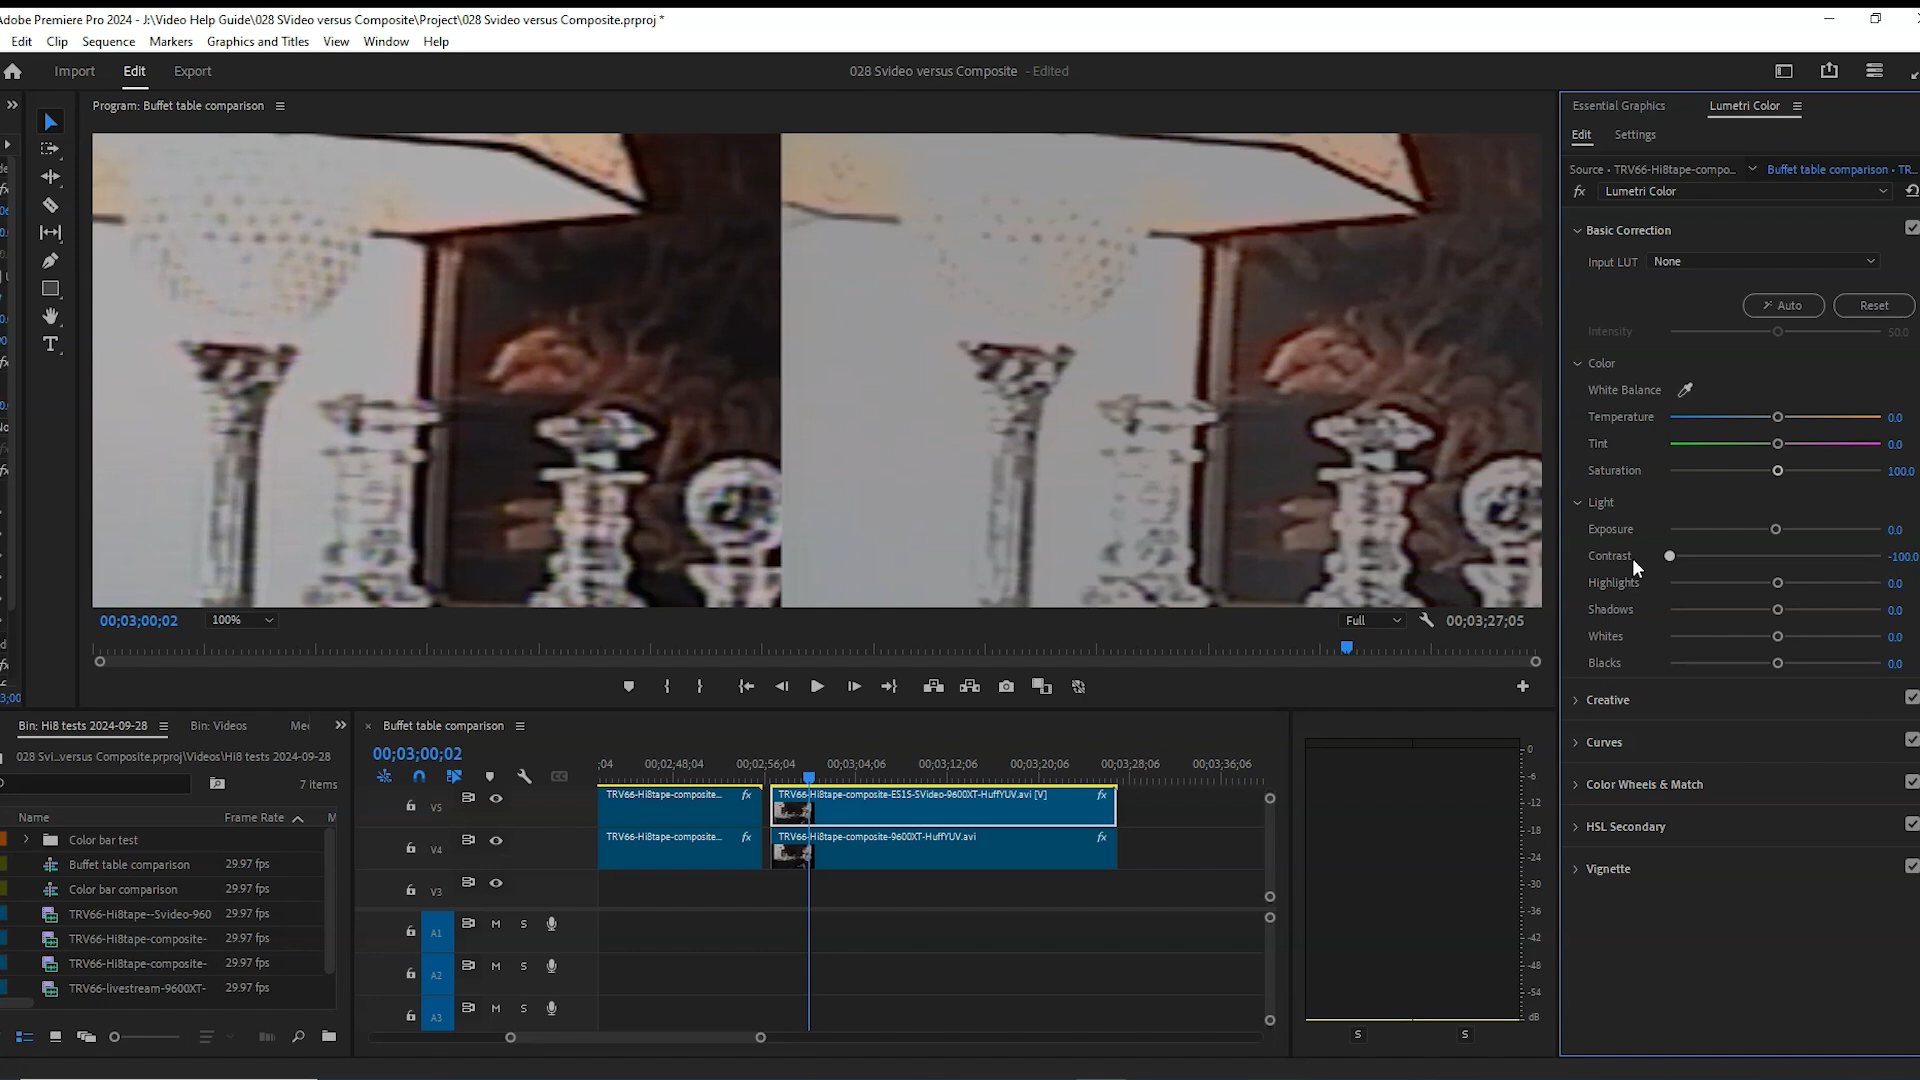 Adobe Premiere Pro 2024 - J:\Video Help Guide\028 SVideo versus Composite\Project\028 Svideo versus Composite.prproj *
Edit Clip Sequence Markers Graphics and Titles View Window Help
Import Edit Export
028 Svideo versus Composite - Edited
Program: Buffet table comparison
Essential Graphics Lumetri Color
Edit Settings
Source • TRV66-Hi8tape-compo... Buffet table comparison • TR...
fx Lumetri Color
Basic Correction
Input LUT None
Auto Reset
Intensity 50.0
Color
White Balance
Temperature 0.0
Tint 0.0
Saturation 100.0
Light
Exposure 0.0
Contrast -100.0
Highlights 0.0
Shadows 0.0
Whites 0.0
Blacks 0.0
Creative
Curves
Color Wheels & Match
HSL Secondary
Vignette
00;03;00;02 100% Full 00;03;27;05
Bin: Hi8 tests 2024-09-28 Bin: Videos Me
028 Svi...versus Composite.prproj\Videos\Hi8 tests 2024-09-28
7 items
Name Frame Rate M
Color bar test
Buffet table comparison 29.97 fps
Color bar comparison 29.97 fps
TRV66-Hi8tape--Svideo-960 29.97 fps
TRV66-Hi8tape-composite- 29.97 fps
TRV66-Hi8tape-composite- 29.97 fps
TRV66-livestream-9600XT- 29.97 fps
× Buffet table comparison
00;03;00;02
;04 00;02;48;04 00;02;56;04 00;03;04;06 00;03;12;06 00;03;20;06 00;03;28;06 00;03;36;06
V5 TRV66-Hi8tape-composite... fx TRV66-Hi8tape-composite-ES15-SVideo-9600XT-HuffYUV.avi [V] fx
V4 TRV66-Hi8tape-composite... fx TRV66-Hi8tape-composite-9600XT-HuffYUV.avi fx
V3
A1 M S
A2 M S
A3 M S
0
-6
-12
-18
-24
-30
-36
-42
-48
-54
dB
S S